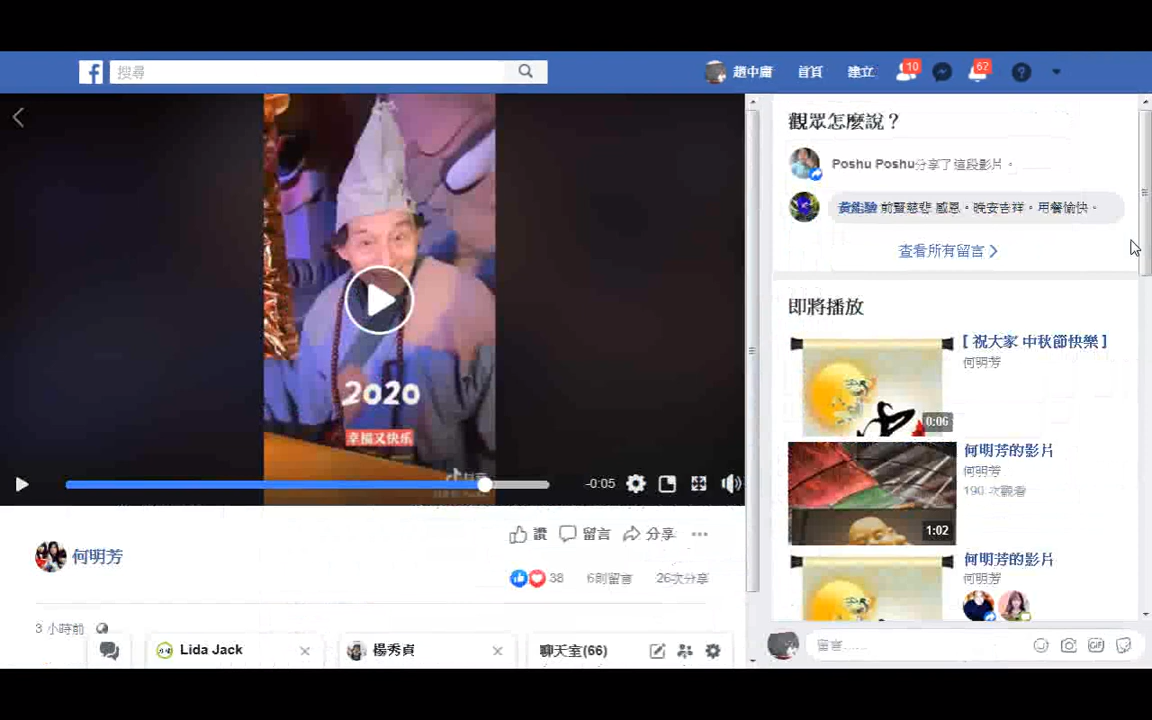 搜尋
趙中庸
首頁
建立
10
67
?
觀眾怎麼說？
Poshu Poshu分享了這段影片。
前賢慈悲 感恩。晚安吉祥。用餐愉快。
查看所有留言
即將播放
[ 祝大家 中秋節快樂 ]
何明芳
0:06
何明芳的影片
何明芳
190 次觀看
1:02
何明芳的影片
何明芳
2020
幸福又快乐
-0:05
何明芳
讚
留言
分享
38
6則留言
26次分享
3 小時前
Lida Jack
楊秀貞
聊天室(66)
留言......
GIF